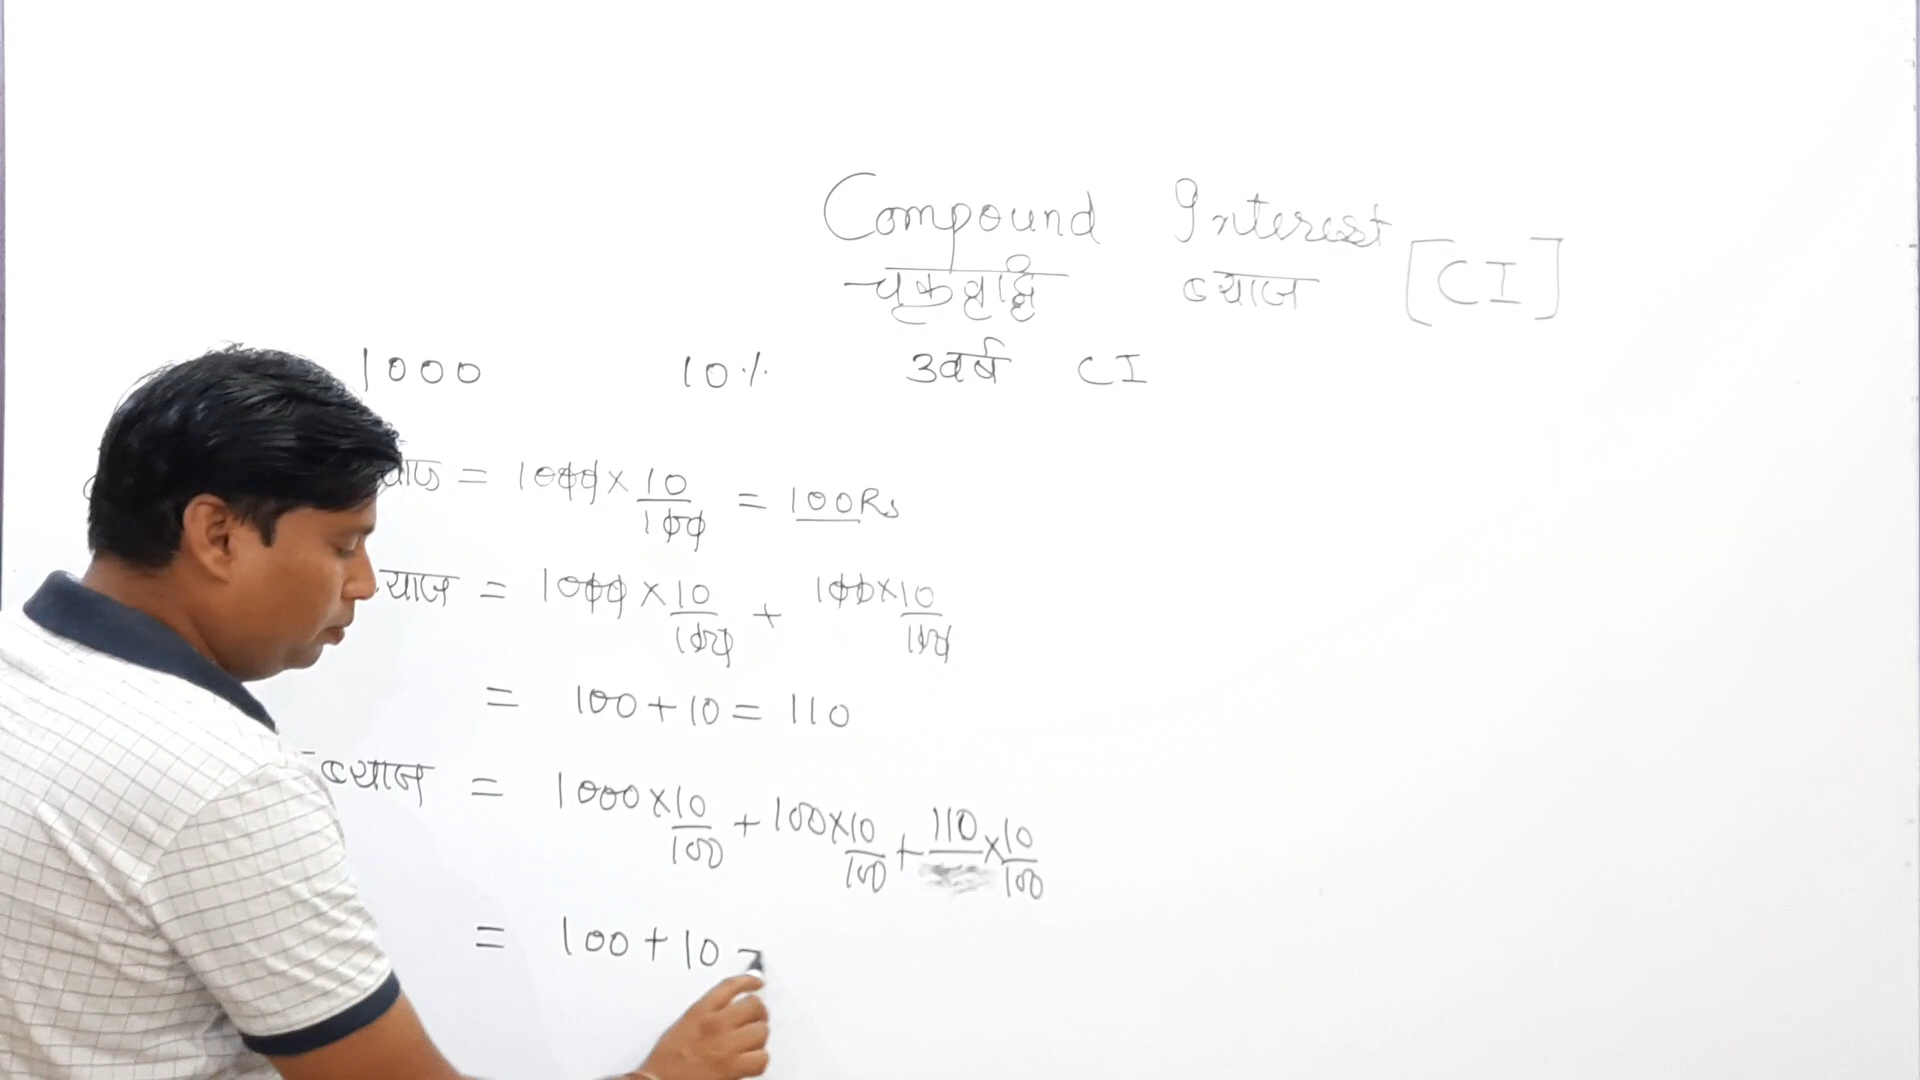 Compound Interest
चक्रवृद्धि ब्याज [CI]
1000 10% 3वर्ष CI
= 1000 × 10/100 = 100Rs
ब्याज = 1000 × 10/100 + 100 × 10/100
= 100 + 10 = 110
ब्याज = 1000 × 10/100 + 100 × 10/100 + 110 × 10/100
= 100 + 10